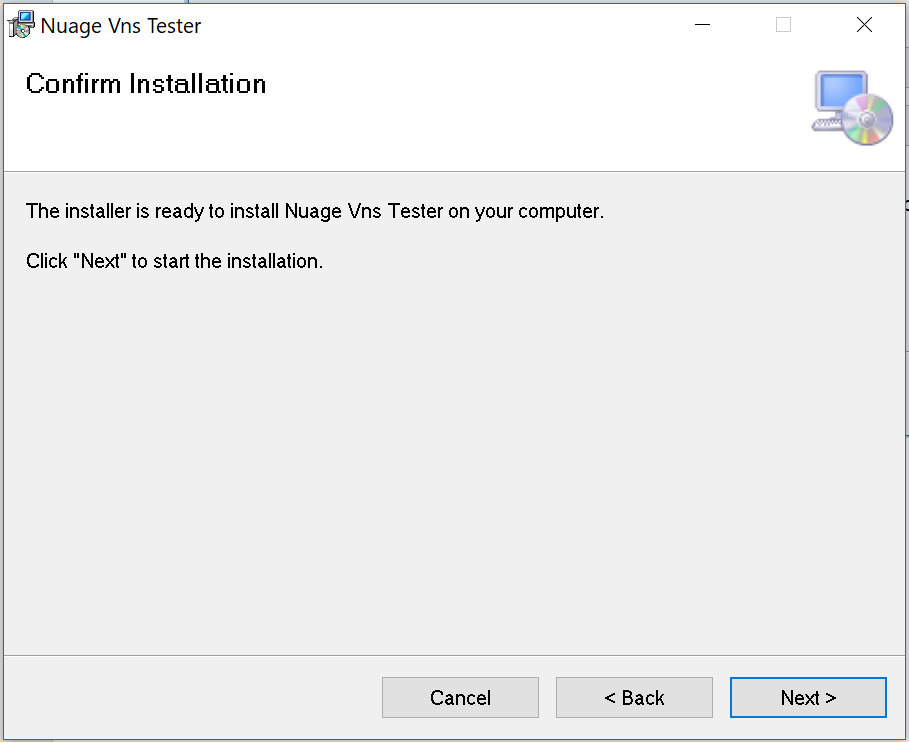 Nuage Vns Tester
Confirm Installation
The installer is ready to install Nuage Vns Tester on your computer.
Click "Next" to start the installation.
Cancel
< Back
Next >